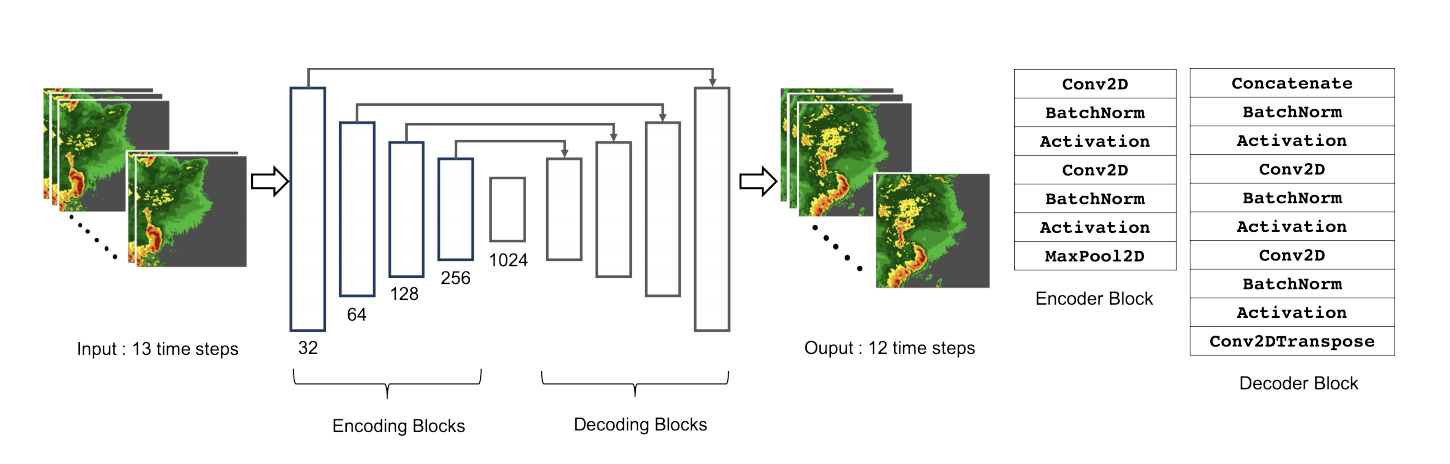 Input : 13 time steps
32
64
128
256
1024
Encoding Blocks
Decoding Blocks
Ouput : 12 time steps
Conv2D
BatchNorm
Activation
Conv2D
BatchNorm
Activation
MaxPool2D
Encoder Block
Concatenate
BatchNorm
Activation
Conv2D
BatchNorm
Activation
Conv2D
BatchNorm
Activation
Conv2DTranspose
Decoder Block